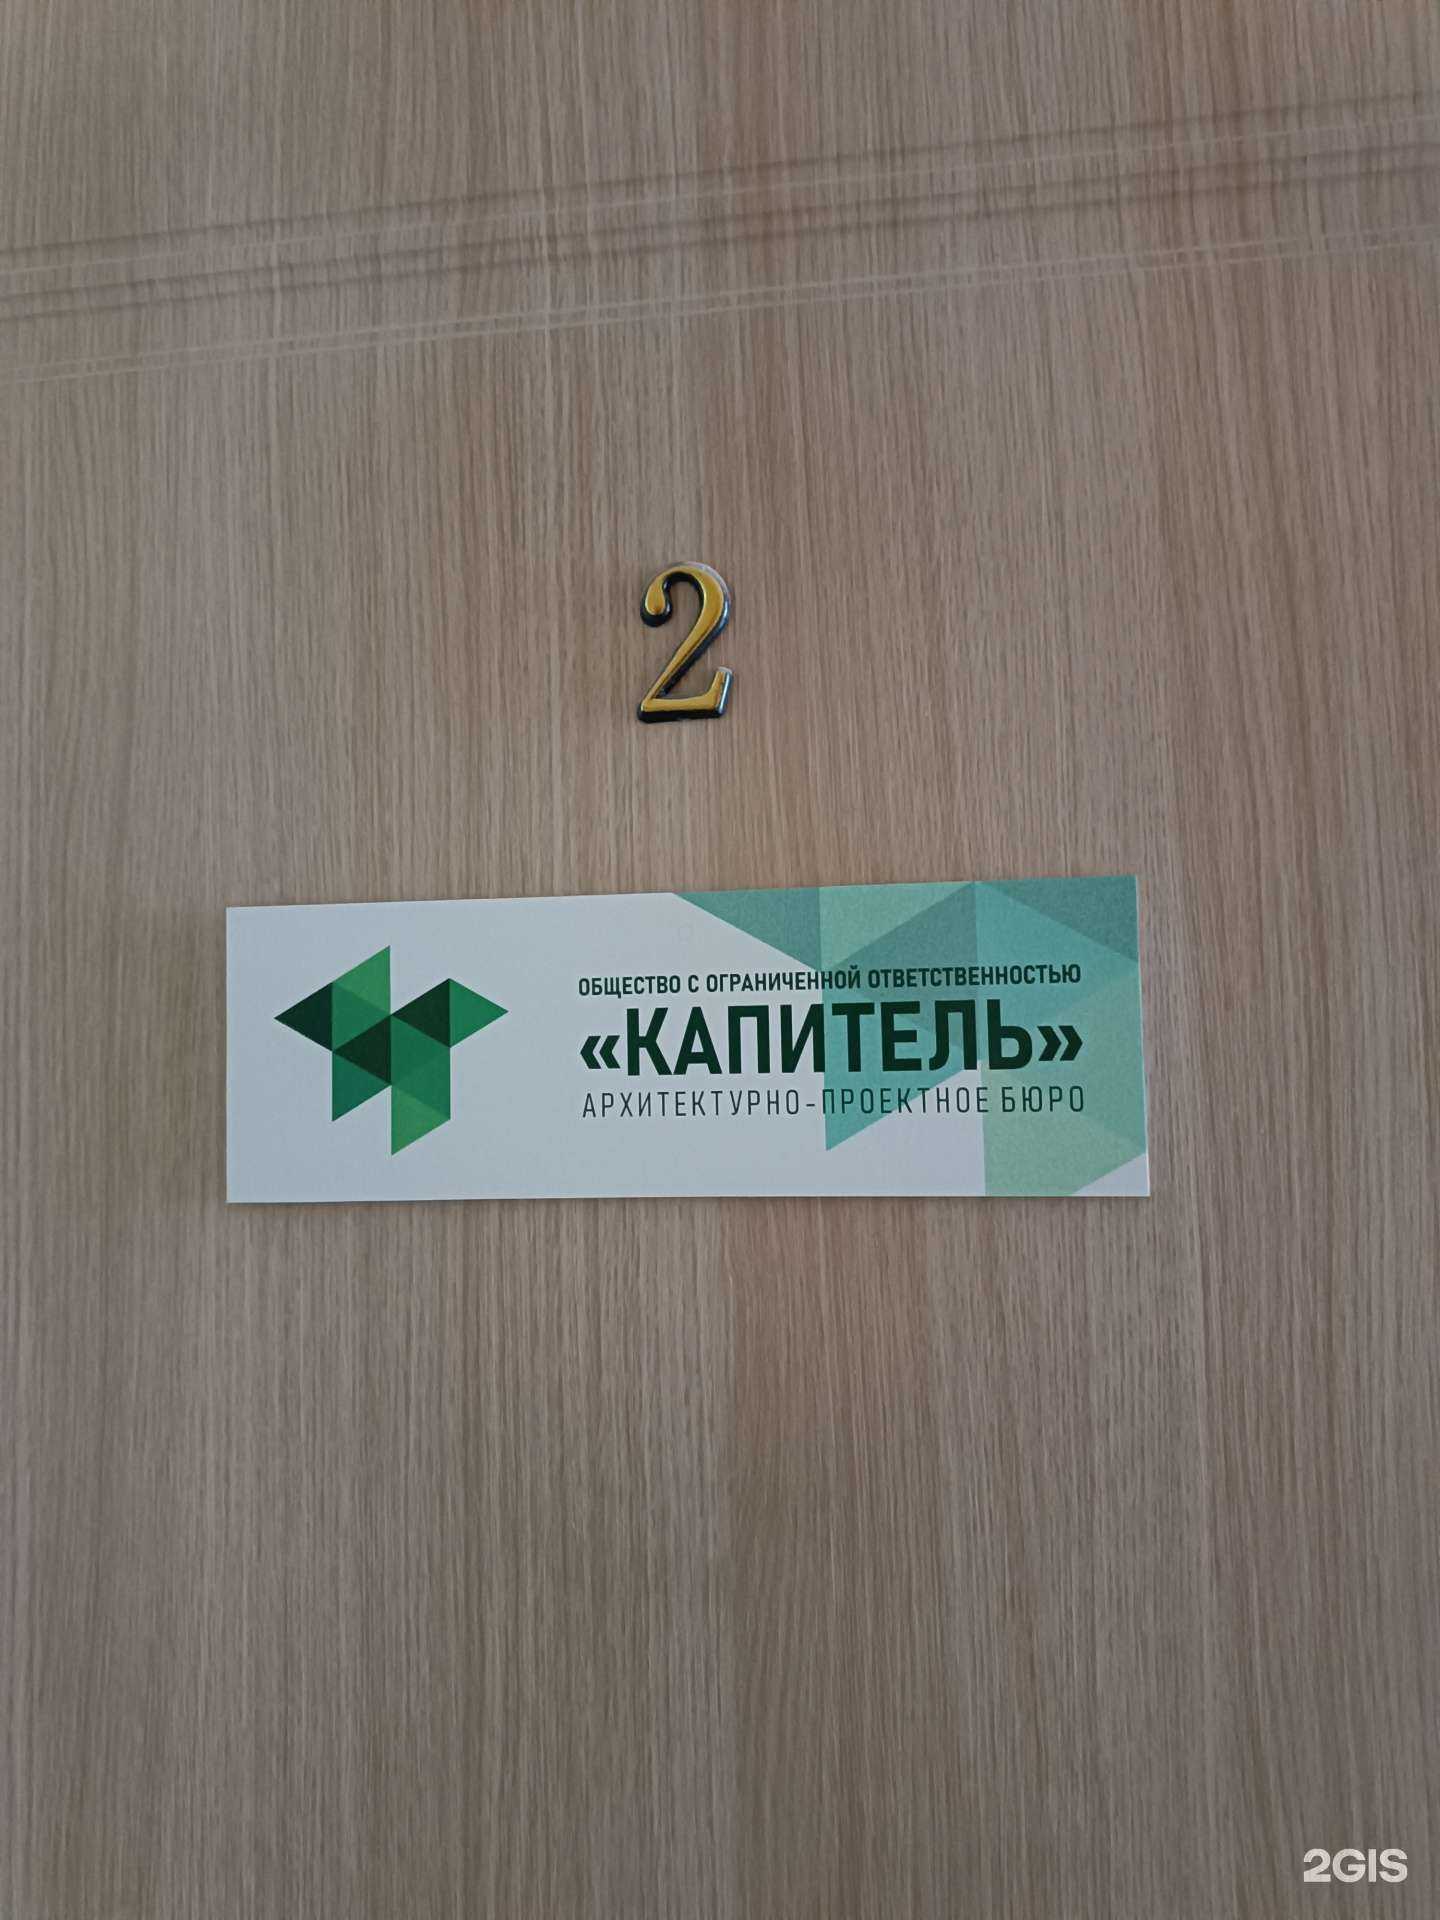 2
ОБЩЕСТВО С ОГРАНИЧЕННОЙ ОТВЕТСТВЕННОСТЬЮ
«КАПИТЕЛЬ»
АРХИТЕКТУРНО-ПРОЕКТНОЕ БЮРО
2GIS